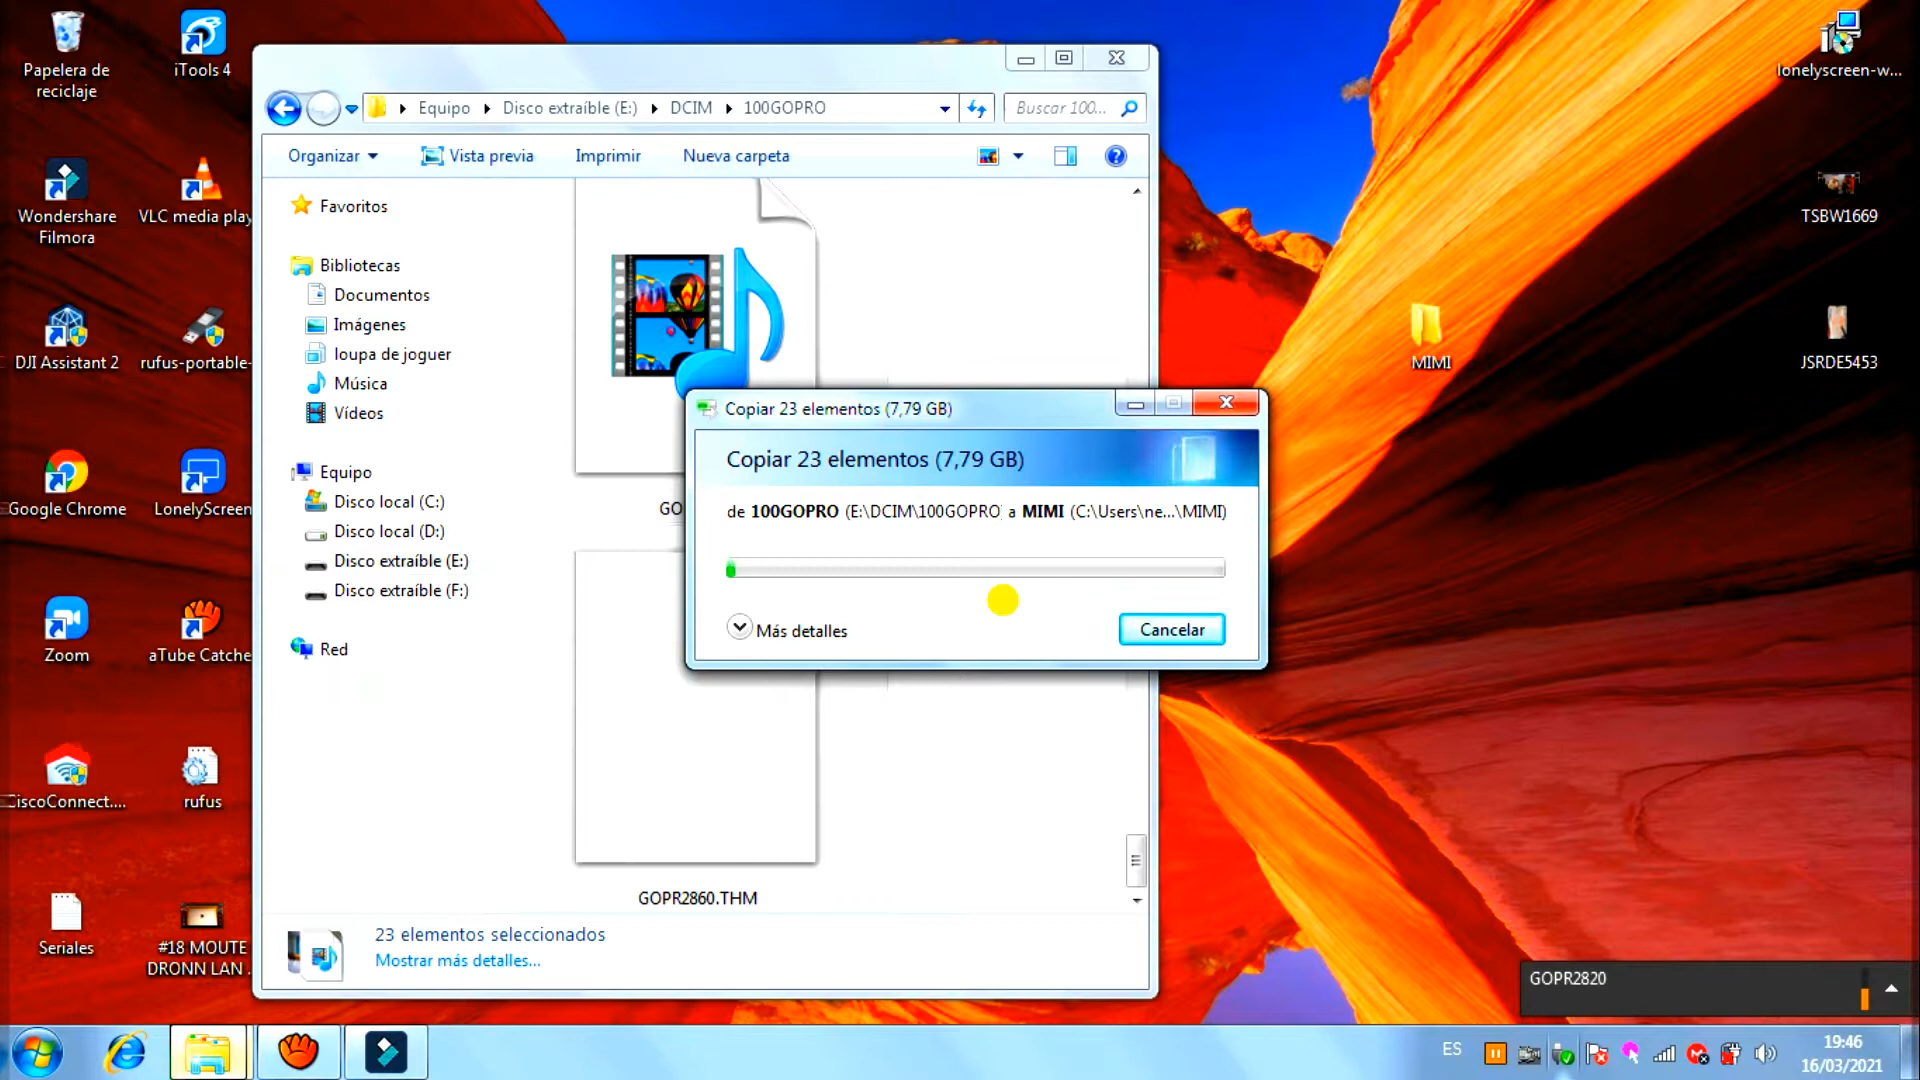 Papelera de
reciclaje
iTools 4
Wondershare
Filmora
VLC media play
DJI Assistant 2
rufus-portable-
Google Chrome
LonelyScreen
Zoom
aTube Catche
CiscoConnect....
rufus
Seriales
#18 MOUTE
DRONN LAN ...
Equipo
Disco extraíble (E:)
DCIM
100GOPRO
Buscar 100...
Organizar
Vista previa
Imprimir
Nueva carpeta
Favoritos
Bibliotecas
Documentos
Imágenes
loupa de joguer
Música
Vídeos
Equipo
Disco local (C:)
Disco local (D:)
Disco extraíble (E:)
Disco extraíble (F:)
Red
GO
GOPR2860.THM
23 elementos seleccionados
Mostrar más detalles...
Copiar 23 elementos (7,79 GB)
Copiar 23 elementos (7,79 GB)
de 100GOPRO (E:\DCIM\100GOPRO) a MIMI (C:\Users\ne...\MIMI)
Más detalles
Cancelar
lonelyscreen-w...
TSBW1669
MIMI
JSRDE5453
GOPR2820
ES
19:46
16/03/2021